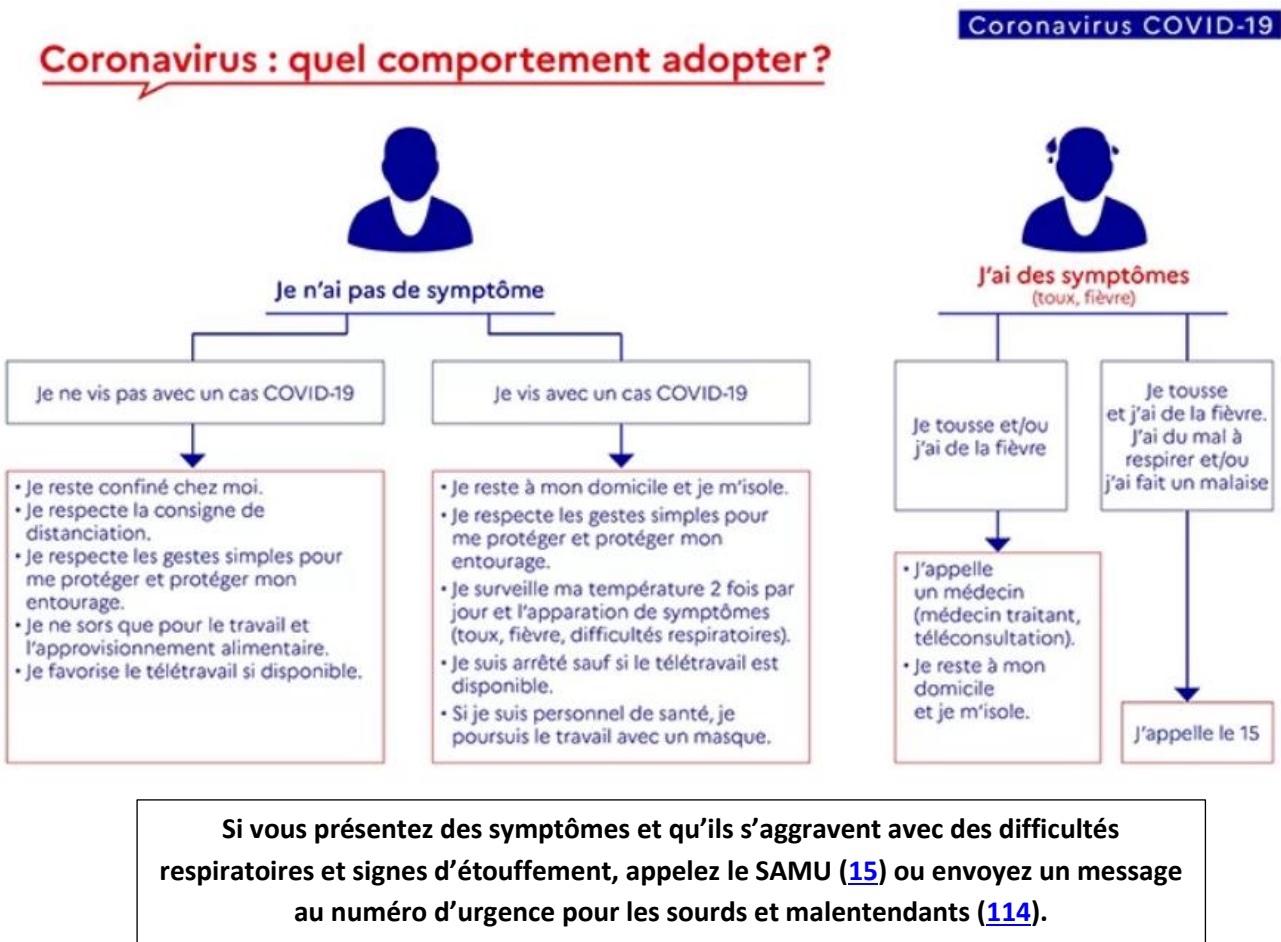 Coronavirus COVID-19
Coronavirus : quel comportement adopter ?
Je n'ai pas de symptôme
Je ne vis pas avec un cas COVID-19
• Je reste confiné chez moi.
• Je respecte la consigne de
distanciation.
• Je respecte les gestes simples pour
me protéger et protéger mon
entourage.
• Je ne sors que pour le travail et
l'approvisionnement alimentaire.
• Je favorise le télétravail si disponible.
Je vis avec un cas COVID-19
• Je reste à mon domicile et je m'isole.
• Je respecte les gestes simples pour
me protéger et protéger mon
entourage.
• Je surveille ma température 2 fois par
jour et l'apparation de symptômes
(toux, fièvre, difficultés respiratoires).
• Je suis arrêté sauf si le télétravail est
disponible.
• Si je suis personnel de santé, je
poursuis le travail avec un masque.
J'ai des symptômes
(toux, fièvre)
Je tousse et/ou
j'ai de la fièvre
• J'appelle
un médecin
(médecin traitant,
téléconsultation).
• Je reste à mon
domicile
et je m'isole.
Je tousse
et j'ai de la fièvre.
J'ai du mal à
respirer et/ou
j'ai fait un malaise
J'appelle le 15
Si vous présentez des symptômes et qu'ils s'aggravent avec des difficultés
respiratoires et signes d'étouffement, appelez le SAMU (15) ou envoyez un message
au numéro d'urgence pour les sourds et malentendants (114).